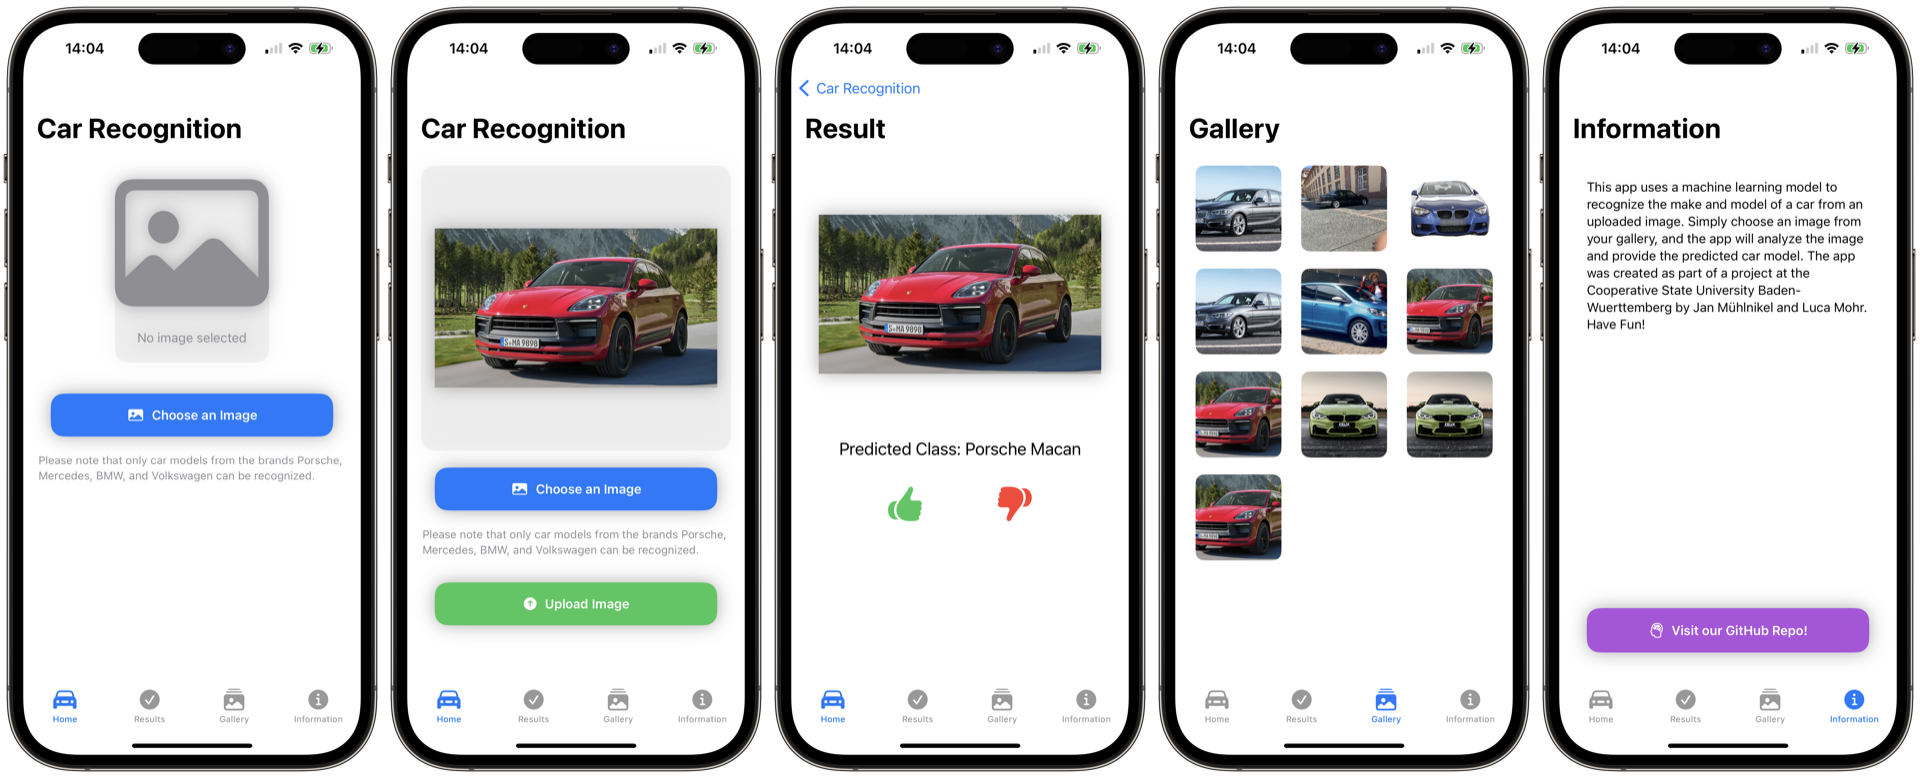 14:04
Car Recognition
No image selected
Choose an Image
Please note that only car models from the brands Porsche,
Mercedes, BMW, and Volkswagen can be recognized.
Home
Results
Gallery
Information
14:04
Car Recognition
S MA 9898
Choose an Image
Please note that only car models from the brands Porsche,
Mercedes, BMW, and Volkswagen can be recognized.
Upload Image
Home
Results
Gallery
Information
14:04
Car Recognition
Result
S MA 9898
Predicted Class: Porsche Macan
Home
Results
Gallery
Information
14:04
Gallery
Home
Results
Gallery
Information
14:04
Information
This app uses a machine learning model to
recognize the make and model of a car from an
uploaded image. Simply choose an image from
your gallery, and the app will analyze the image
and provide the predicted car model. The app
was created as part of a project at the
Cooperative State University Baden-
Wuerttemberg by Jan Mühlnikel and Luca Mohr.
Have Fun!
Visit our GitHub Repo!
Home
Results
Gallery
Information